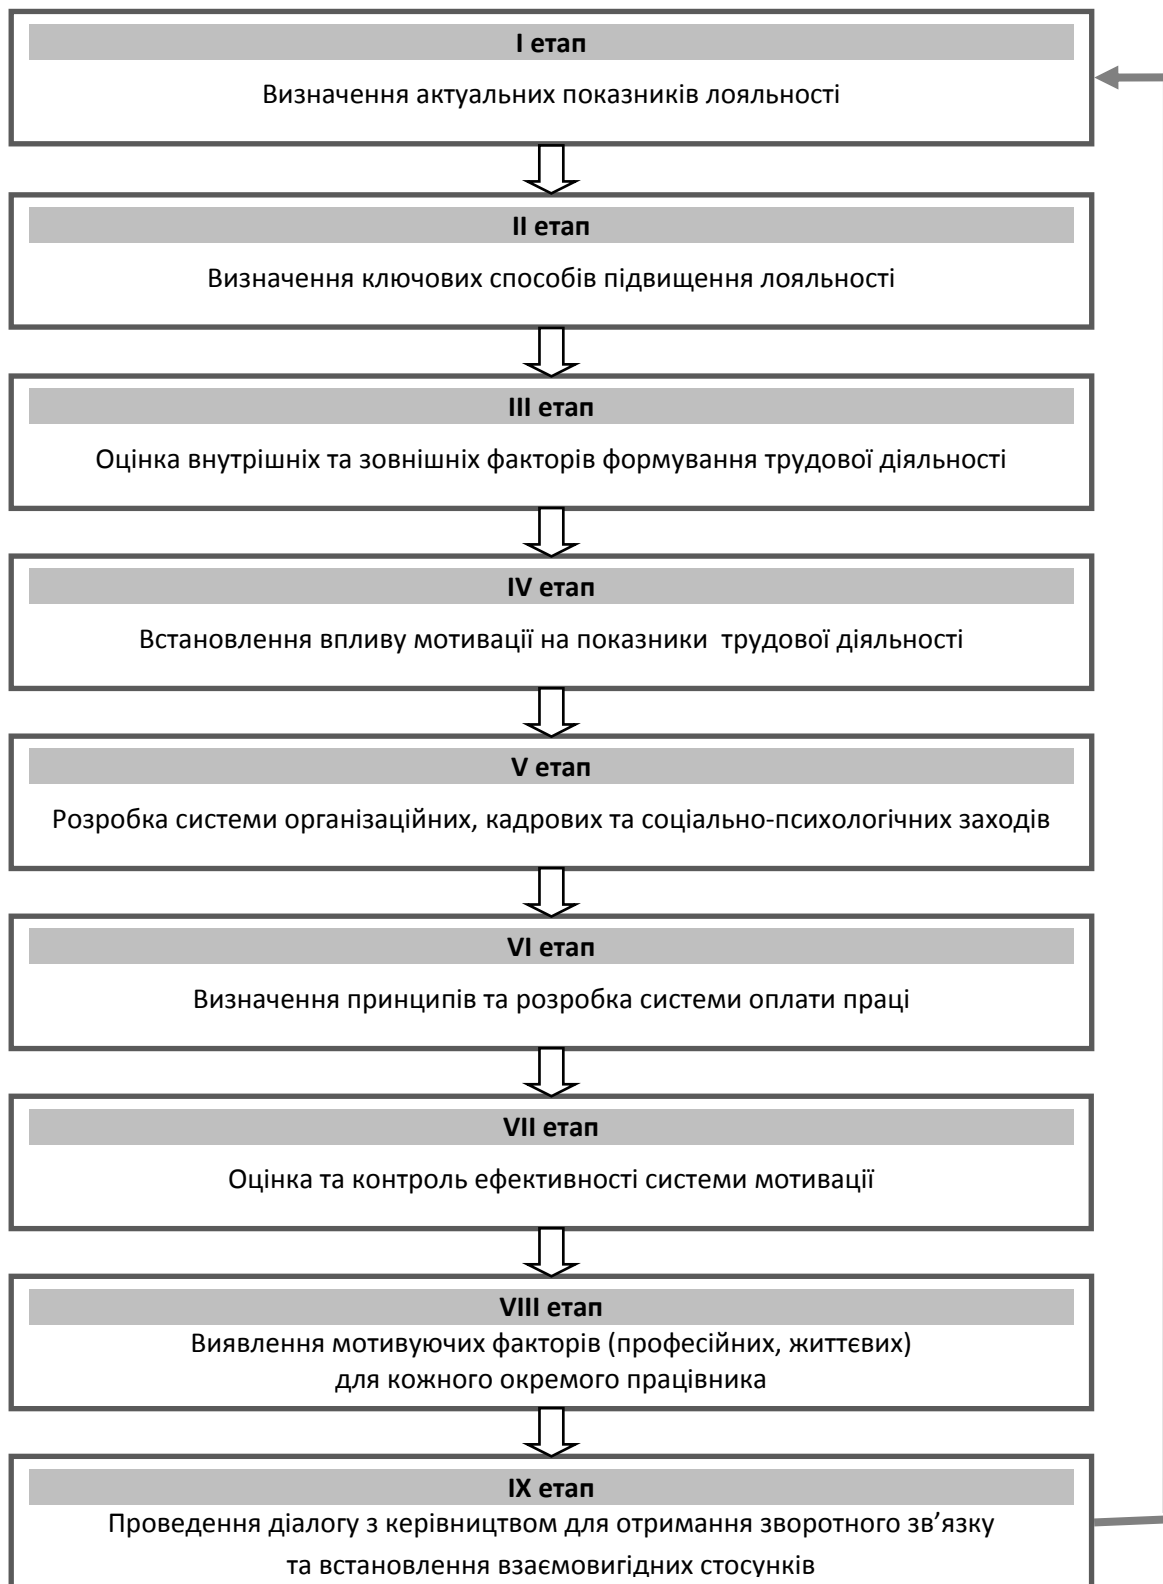 I етап
Визначення актуальних показників лояльності
II етап
Визначення ключових способів підвищення лояльності
III етап
Оцінка внутрішніх та зовнішніх факторів формування трудової діяльності
IV етап
Встановлення впливу мотивації на показники  трудової діяльності
V етап
Розробка системи організаційних, кадрових та соціально-психологічних заходів
VI етап
Визначення принципів та розробка системи оплати праці
VII етап
Оцінка та контроль ефективності системи мотивації
VIII етап
Виявлення мотивуючих факторів (професійних, життєвих)
для кожного окремого працівника
IX етап
Проведення діалогу з керівництвом для отримання зворотного зв’язку
та встановлення взаємовигідних стосунків